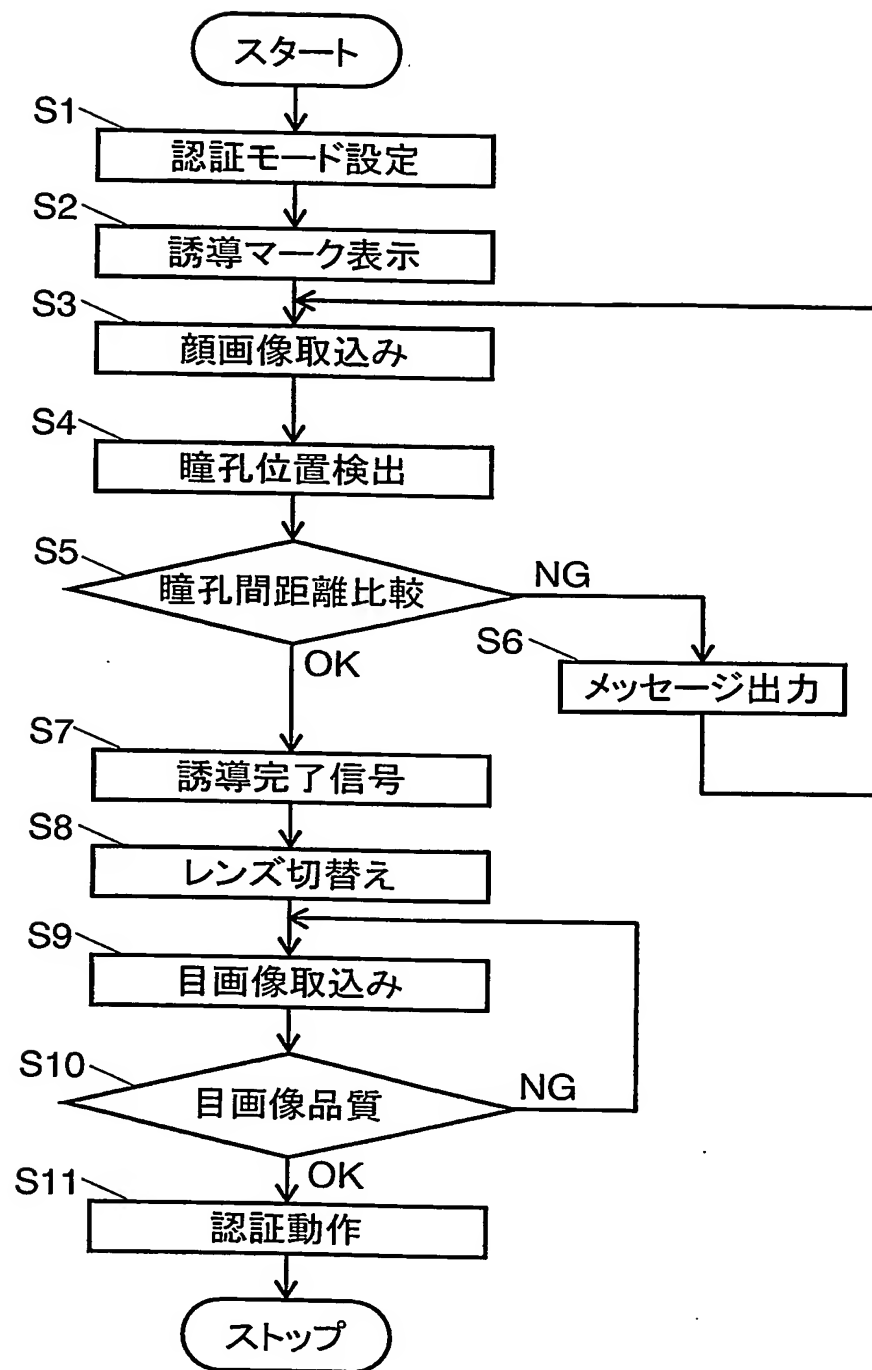 スタート
S1
認証モード設定
S2
誘導マーク表示
S3
顔画像取込み
S4
瞳孔位置検出
S5
瞳孔間距離比較
NG
OK
S6
メッセージ出力
S7
誘導完了信号
S8
レンズ切替え
S9
目画像取込み
S10
目画像品質
NG
OK
S11
認証動作
ストップ